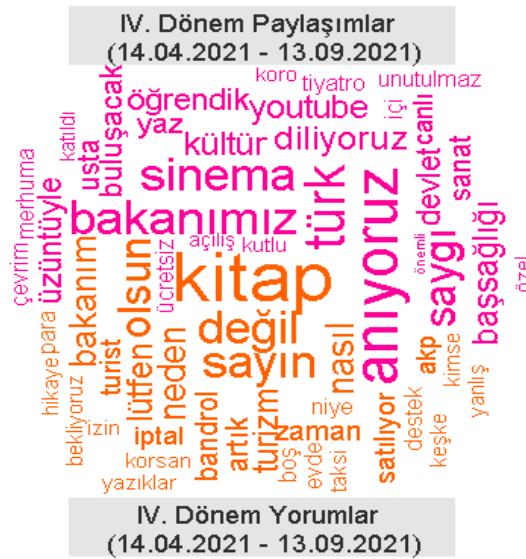 IV. Dönem Paylaşımlar
(14.04.2021 - 13.09.2021)
koro
tiyatro
unutulmaz
öğrendik
youtube
içi
canlı
katıldı
usta
buluşacak
yaz
kültür
diliyoruz
sinema
türk
devlet
sanat
çevrim
merhuma
üzüntüyle
bakanımız
anıyoruz
saygı
başsağlığı
özel
açılış
kutlu
ücretsiz
önemli
kitap
bakanım
olsun
değil
sayın
nasıl
akp
kimse
yanlış
hikaye
para
turist
lütfen
neden
bekliyoruz
izin
iptal
bandrol
artık
turizm
niye
zaman
satılıyor
destek
keşke
korsan
yazıklar
boş
evde
taksi
IV. Dönem Yorumlar
(14.04.2021 - 13.09.2021)